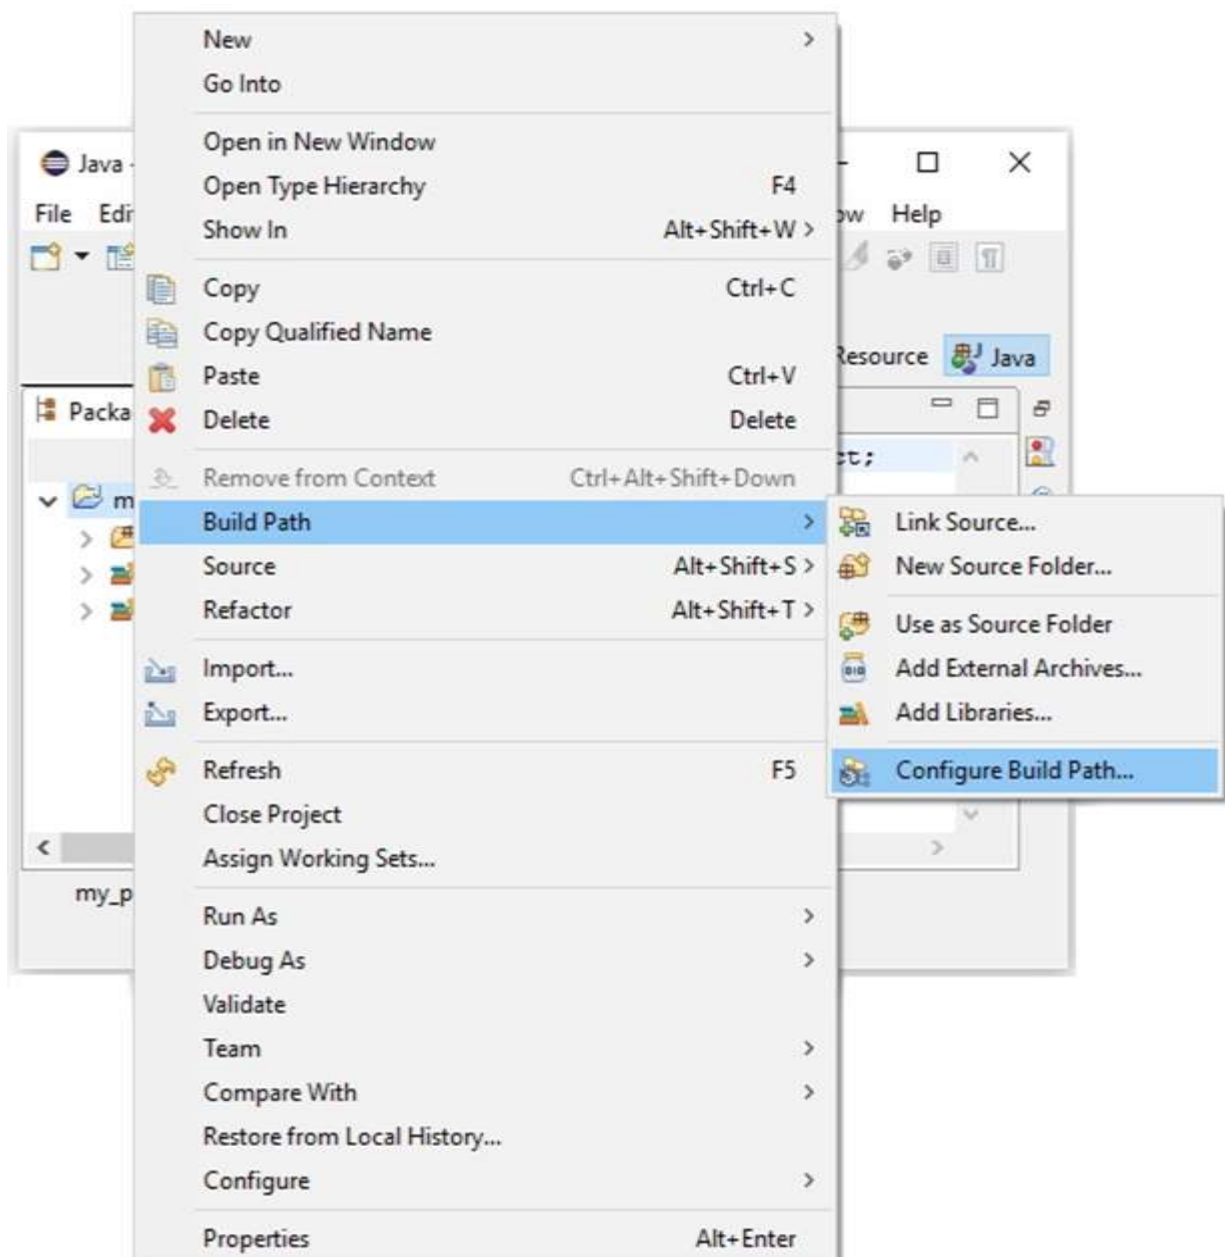 New
Go Into
Open in New Window
Open Type Hierarchy F4
Show In Alt+Shift+W >
Copy Ctrl+C
Copy Qualified Name
Paste Ctrl+V
Delete Delete
Remove from Context Ctrl+Alt+Shift+Down
Build Path
Source Alt+Shift+S >
Refactor Alt+Shift+T >
Import...
Export...
Refresh F5
Close Project
Assign Working Sets...
Run As
Debug As
Validate
Team
Compare With
Restore from Local History...
Configure
Properties Alt+Enter
Link Source...
New Source Folder...
Use as Source Folder
Add External Archives...
Add Libraries...
Configure Build Path...
Java -
File Edi
ow Help
Resource Java
Packa
ct;
m
my_p